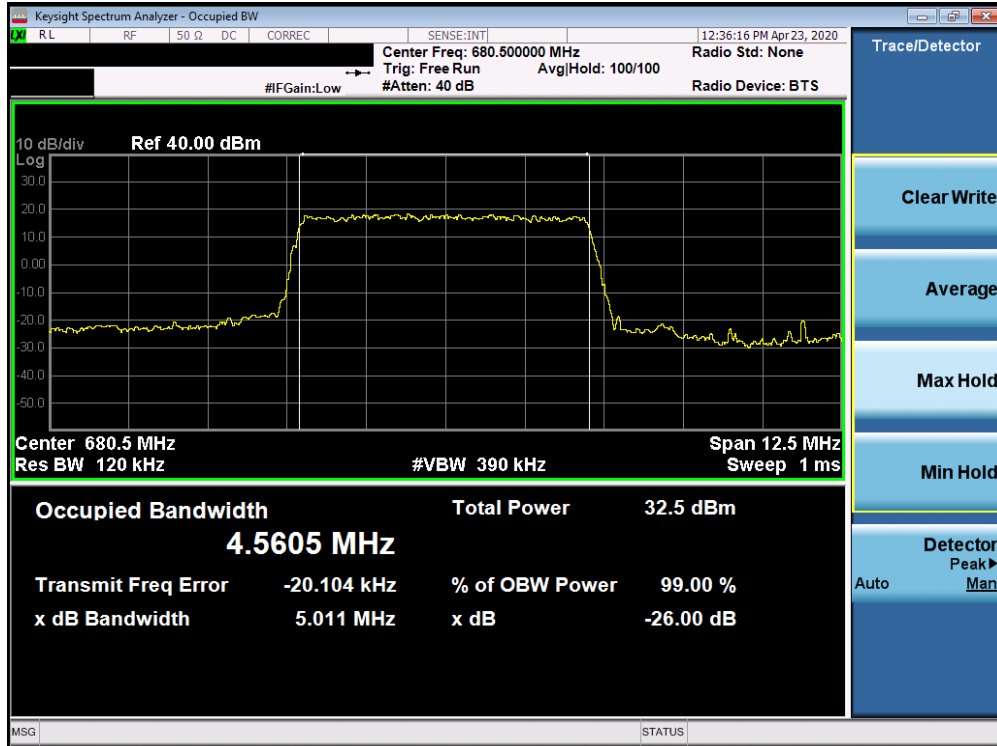 Keysight Spectrum Analyzer - Occupied BW
LXI RL RF 50 Ω DC CORREC SENSE:INT 12:36:16 PM Apr 23, 2020
Center Freq: 680.500000 MHz Radio Std: None
Trig: Free Run Avg|Hold: 100/100
#IFGain:Low #Atten: 40 dB Radio Device: BTS
10 dB/div Ref 40.00 dBm
Log
30.0
20.0
10.0
0.00
-10.0
-20.0
-30.0
-40.0
-50.0
Center 680.5 MHz Span 12.5 MHz
Res BW 120 kHz #VBW 390 kHz Sweep 1 ms
Occupied Bandwidth Total Power 32.5 dBm
4.5605 MHz
Transmit Freq Error -20.104 kHz % of OBW Power 99.00 %
x dB Bandwidth 5.011 MHz x dB -26.00 dB
MSG STATUS
Trace/Detector
Clear Write
Average
Max Hold
Min Hold
Detector
Peak▶
Auto Man